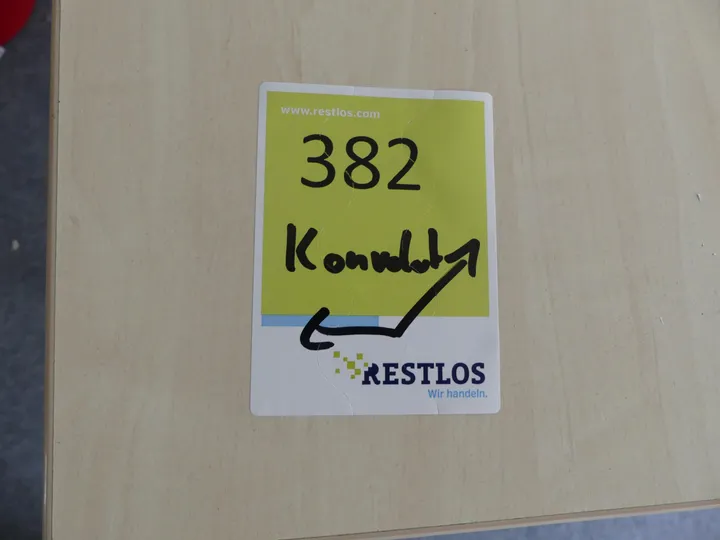 www.restlos.com
382
Konvolut
RESTLOS
Wir handeln.